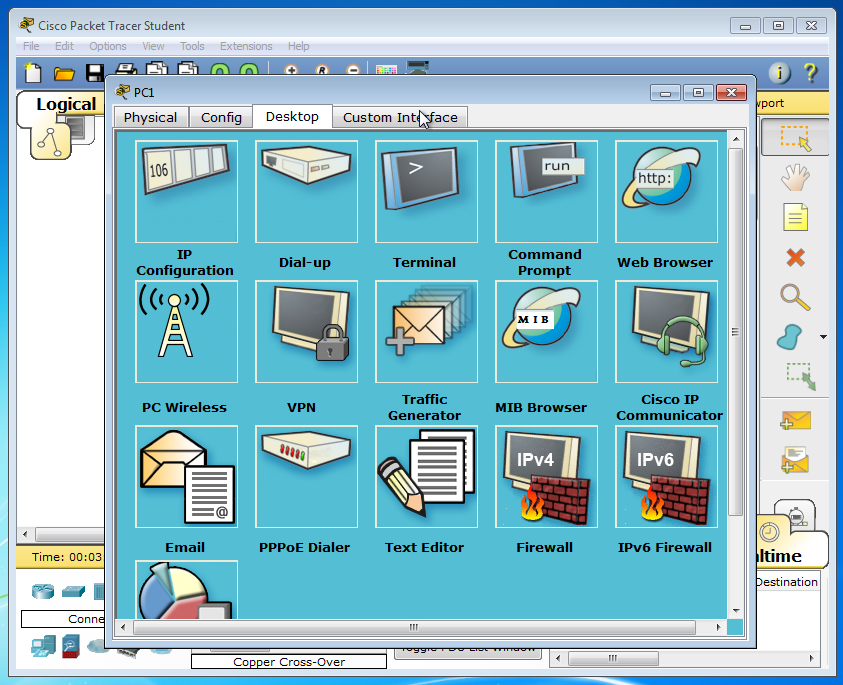 Cisco Packet Tracer Student
File Edit Options View Tools Extensions Help
PC1
Logical
Physical Config Desktop Custom Interface
106
>
run
http:
IP
Configuration
Dial-up
Terminal
Command
Prompt
Web Browser
MIB
PC Wireless
VPN
Traffic
Generator
MIB Browser
Cisco IP
Communicator
@
IPv4
IPv6
Email
PPPoE Dialer
Text Editor
Firewall
IPv6 Firewall
Time: 00:03
Conne
Copper Cross-Over
Toggle PDU List Window
wport
ltime
Destination